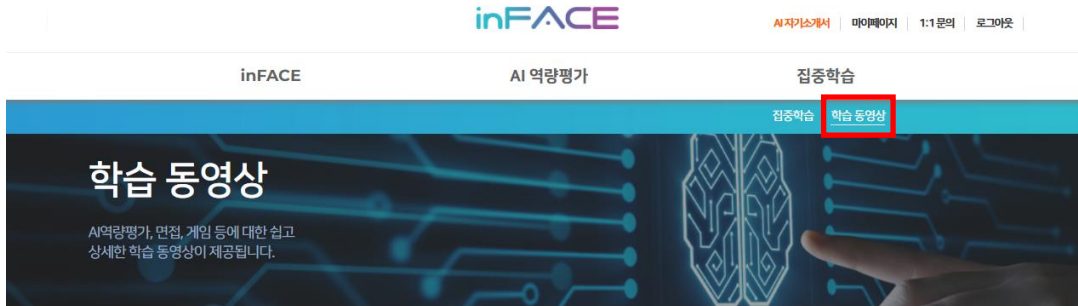 inFACE
AI 자기소개서 마이페이지 1:1 문의 로그아웃
inFACE AI 역량평가 집중학습
집중학습 학습 동영상
학습 동영상
AI역량평가, 면접, 게임 등에 대한 쉽고
상세한 학습 동영상이 제공됩니다.